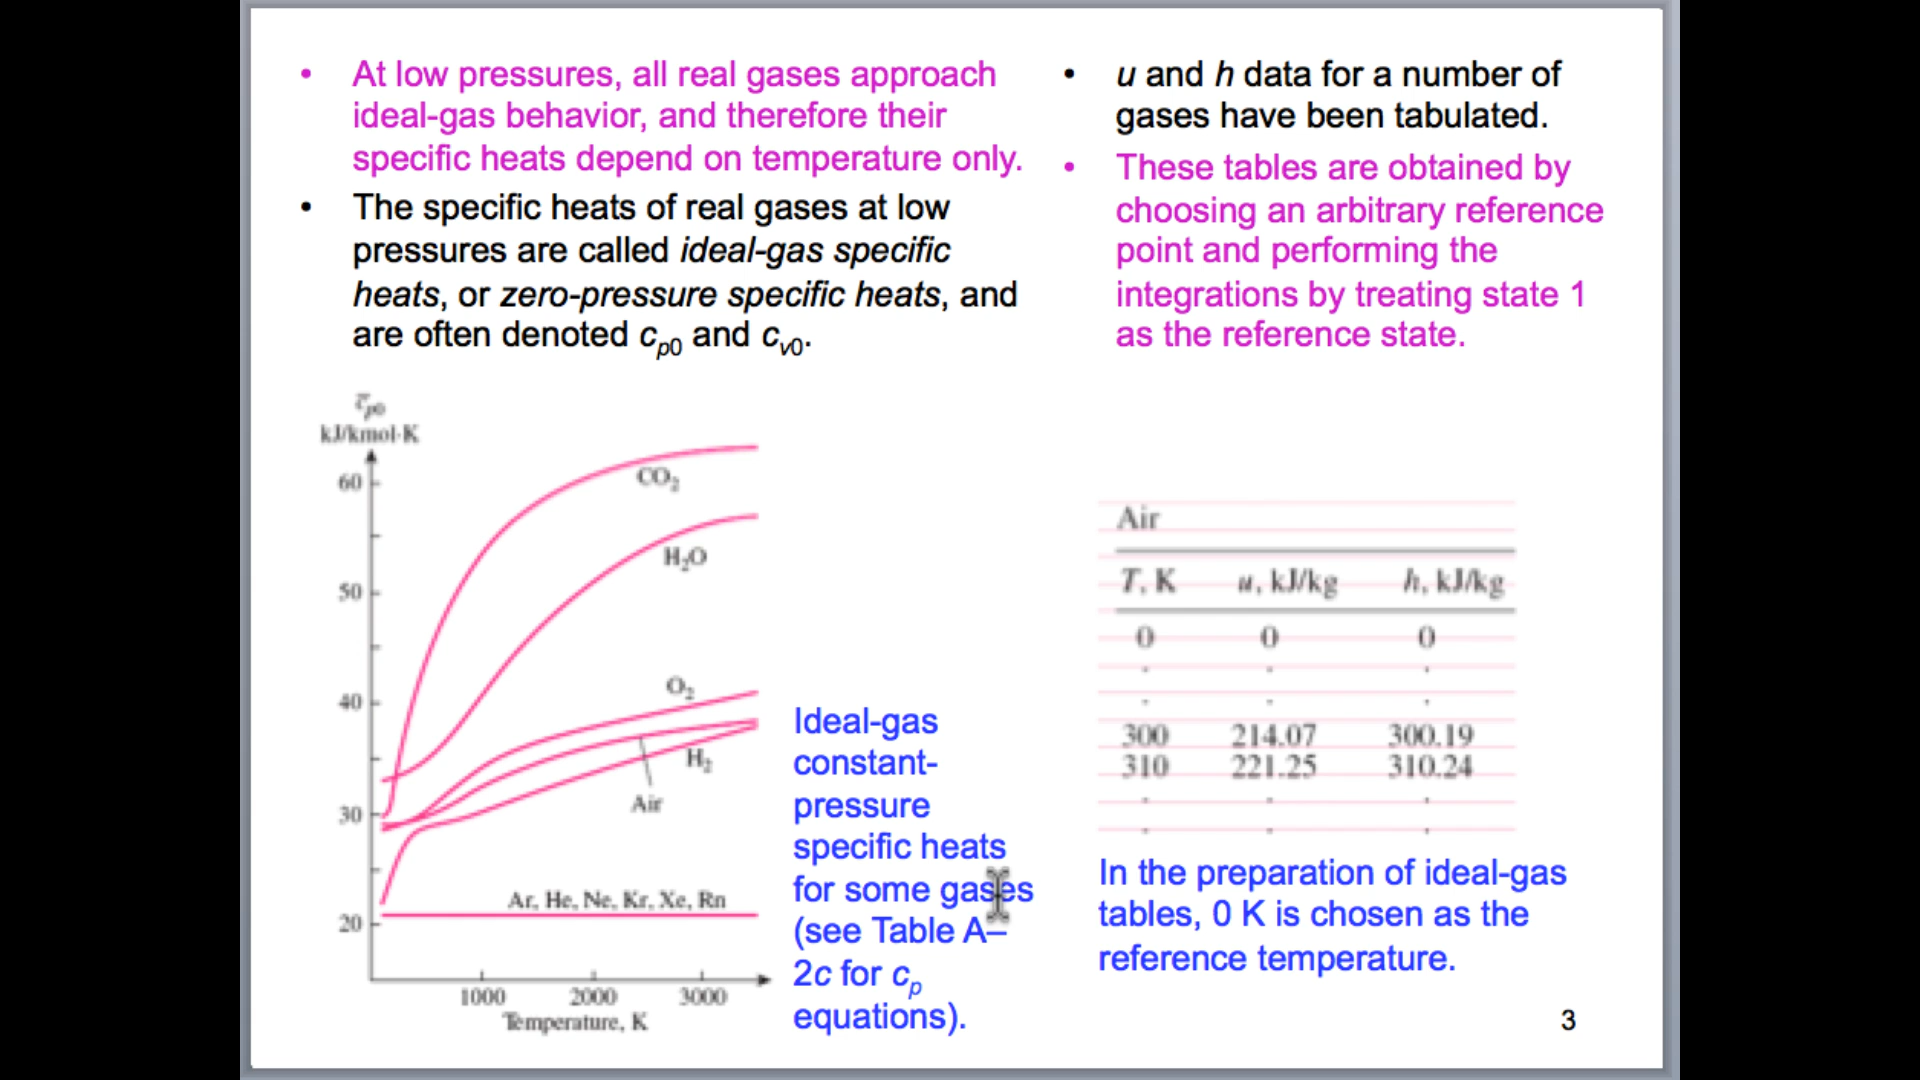 • At low pressures, all real gases approach
ideal-gas behavior, and therefore their
specific heats depend on temperature only.
• The specific heats of real gases at low
pressures are called ideal-gas specific
heats, or zero-pressure specific heats, and
are often denoted cp0 and cv0.
• u and h data for a number of
gases have been tabulated.
• These tables are obtained by
choosing an arbitrary reference
point and performing the
integrations by treating state 1
as the reference state.
c̅p0
kJ/kmol·K
60
50
40
30
20
CO2
H2O
O2
H2
Air
Ar, He, Ne, Kr, Xe, Rn
1000 2000 3000
Temperature, K
Ideal-gas
constant-
pressure
specific heats
for some gases
(see Table A–
2c for cp
equations).
Air
T, K u, kJ/kg h, kJ/kg
0 0 0
. . .
. . .
300 214.07 300.19
310 221.25 310.24
. . .
. . .
In the preparation of ideal-gas
tables, 0 K is chosen as the
reference temperature.
3